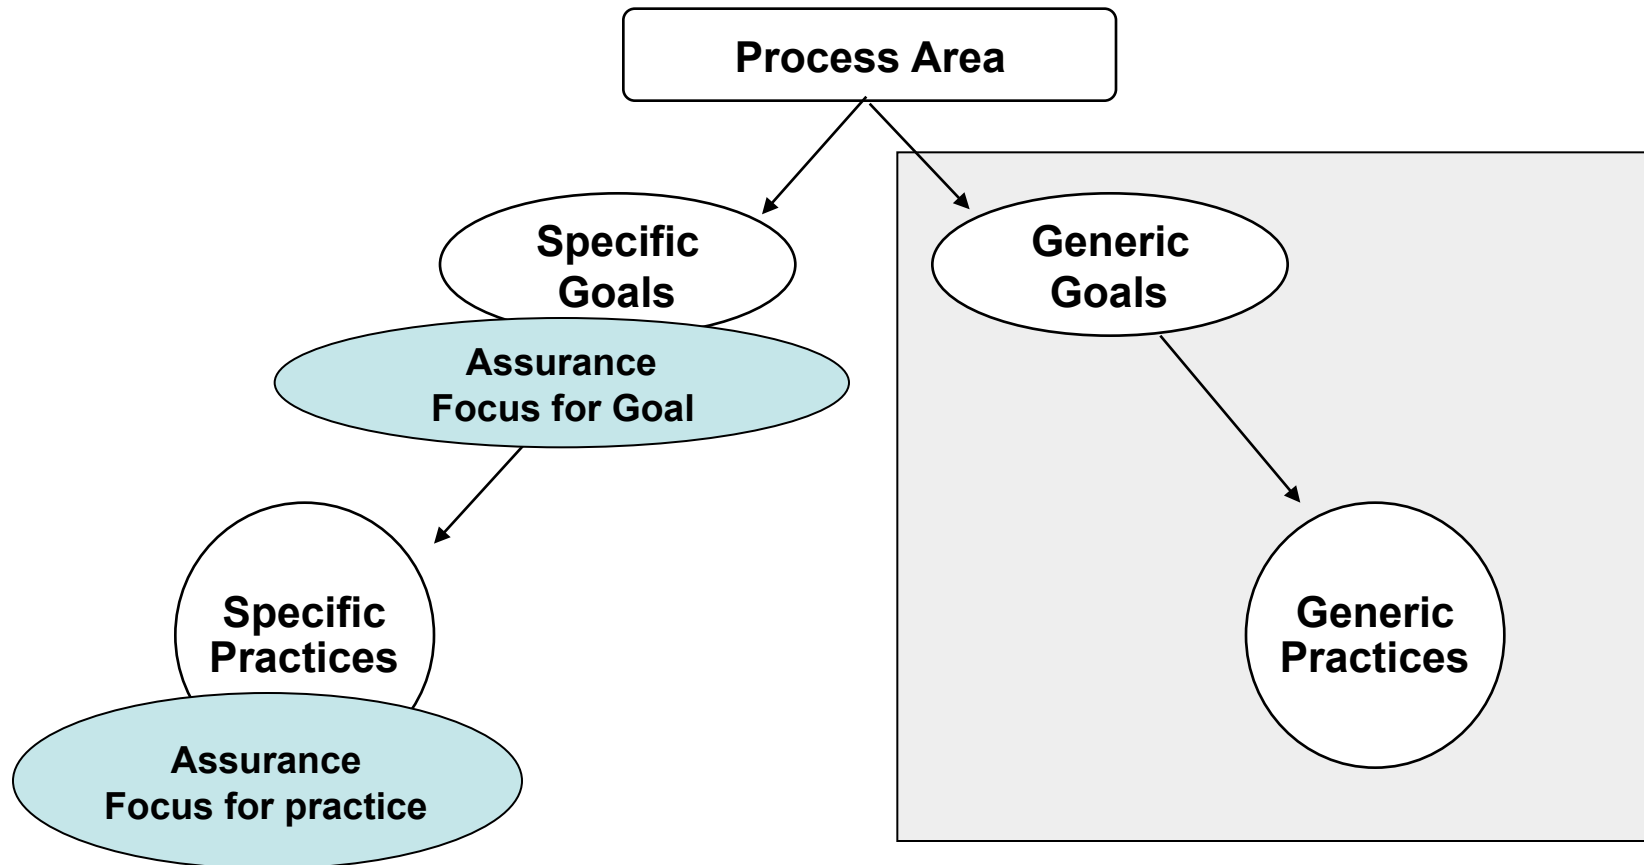 Process Area
Specific
Goals
Generic
Goals
Assurance
Focus for Goal
Specific
Practices
Generic
Practices
Assurance
Focus for practice